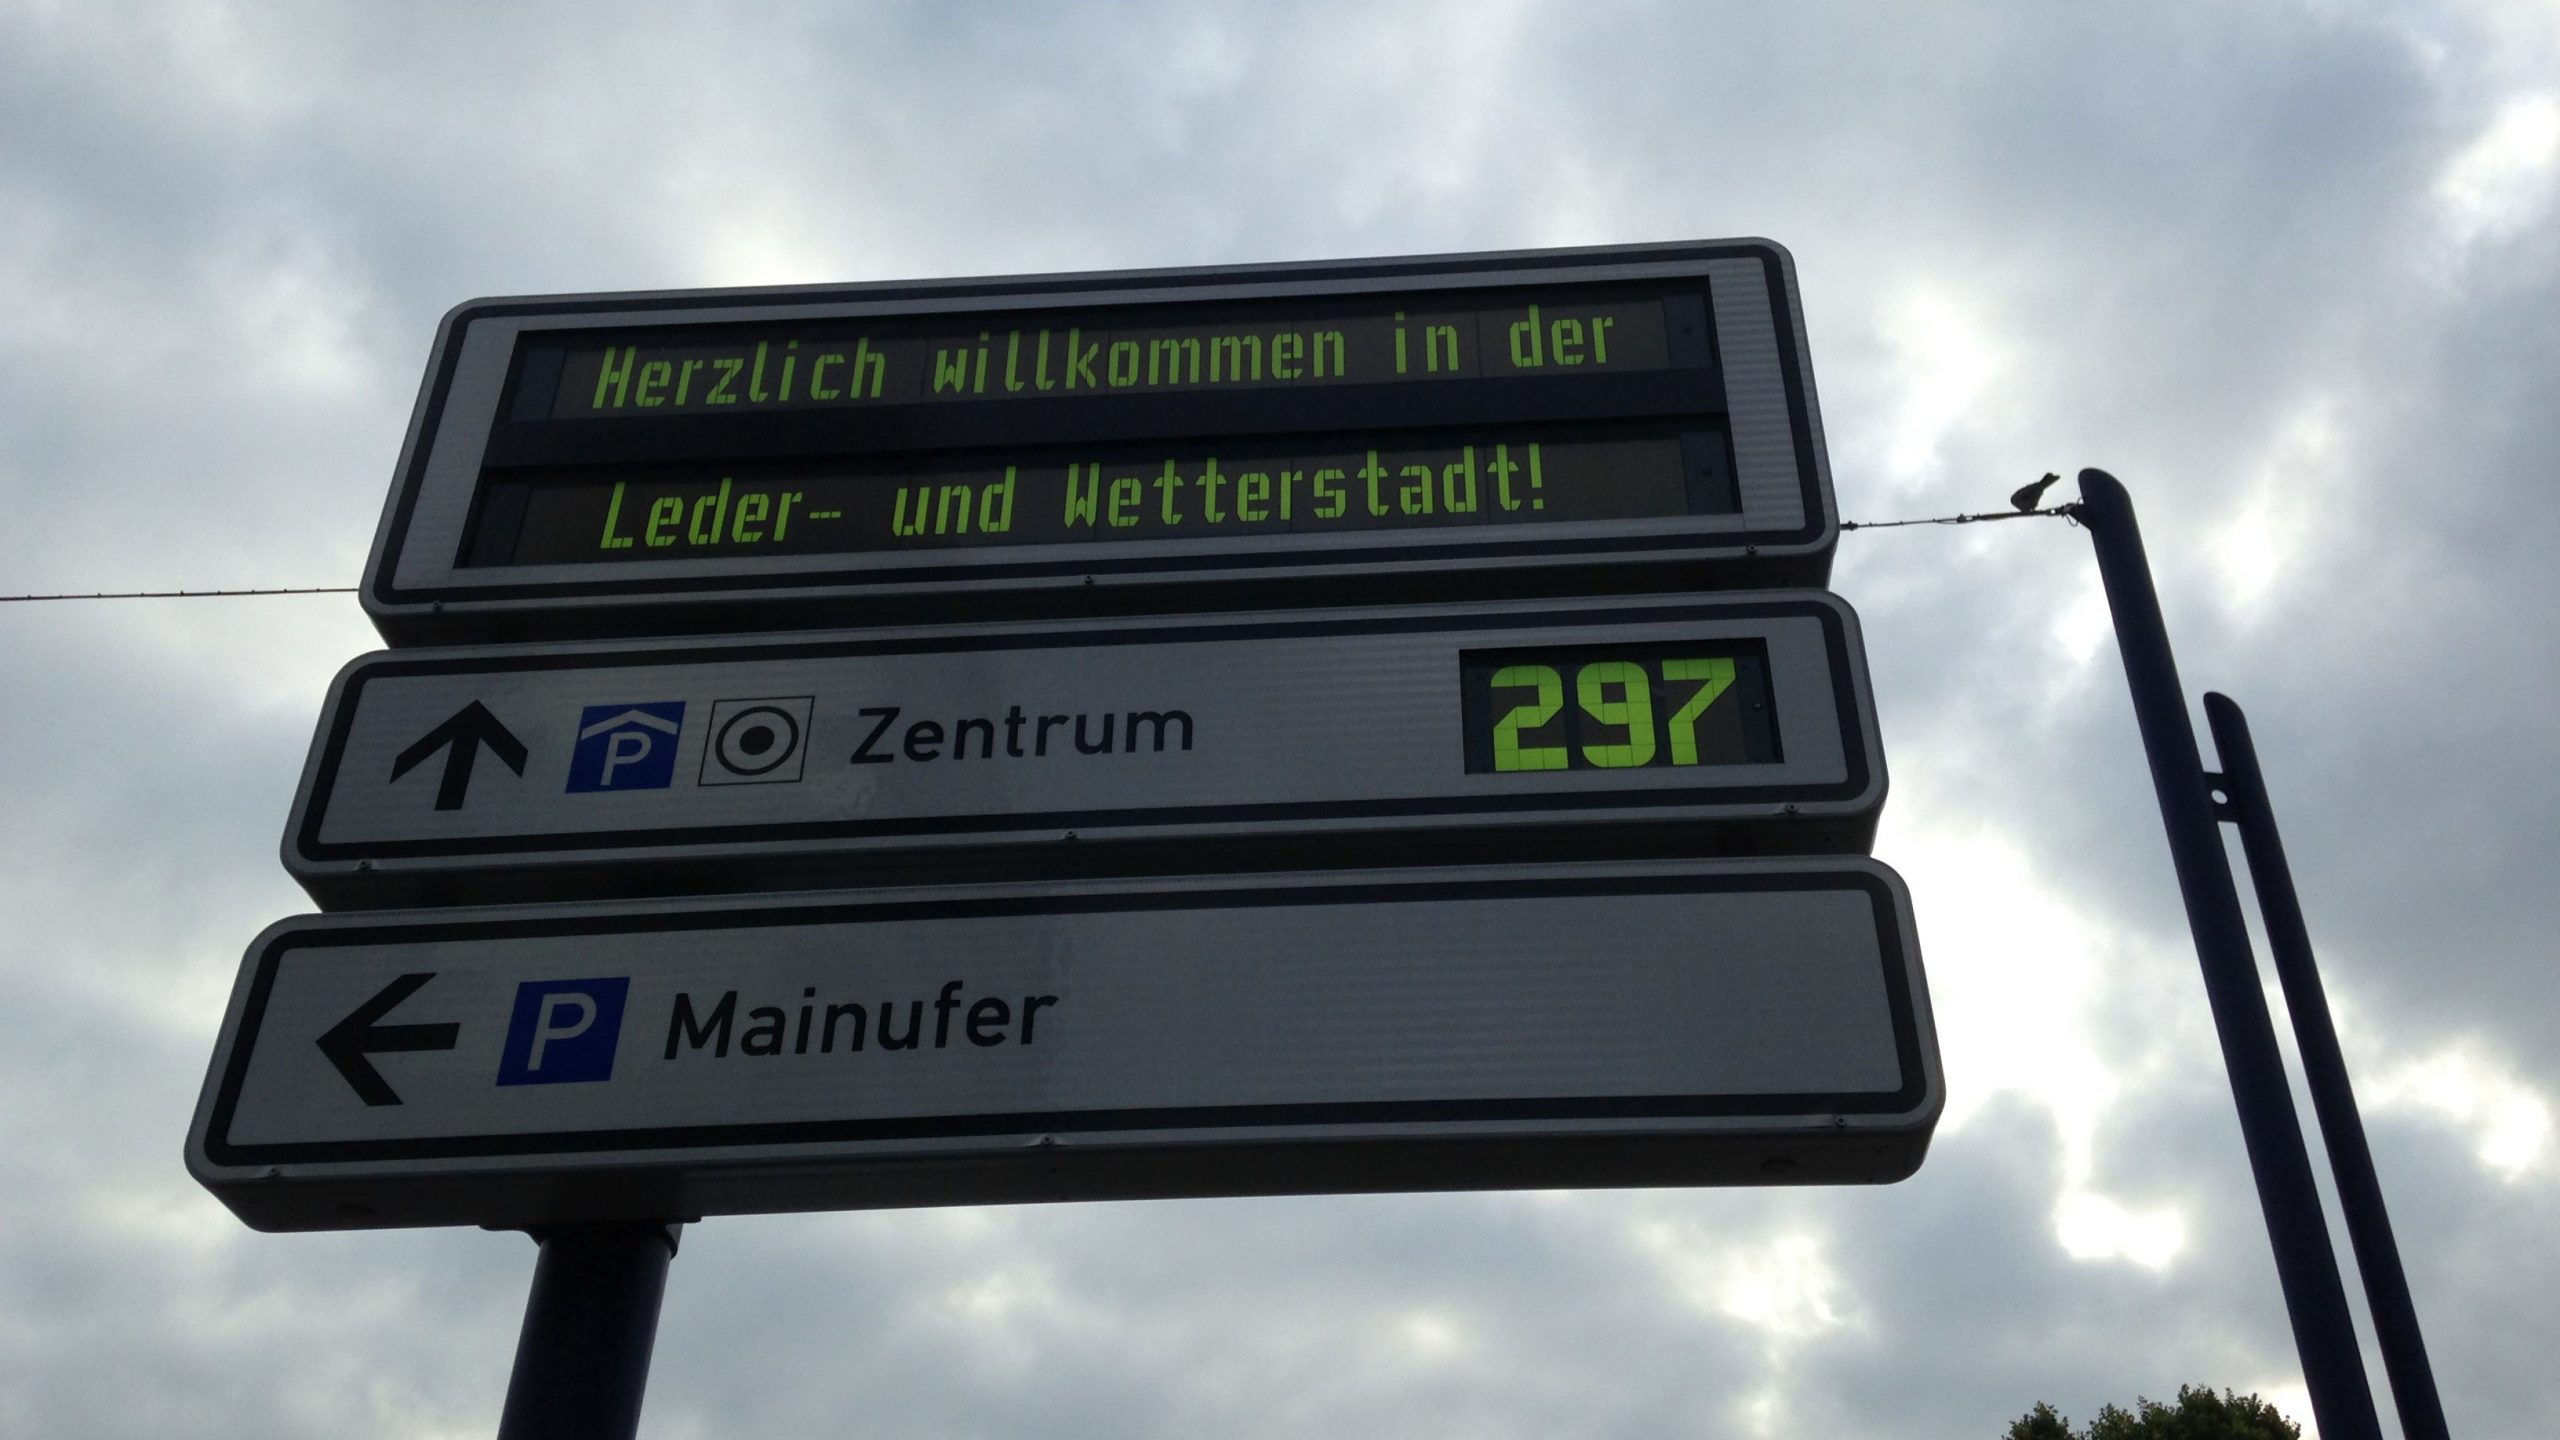 Herzlich willkommen in der
Leder- und Wetterstadt!
P Zentrum 297
P Mainufer